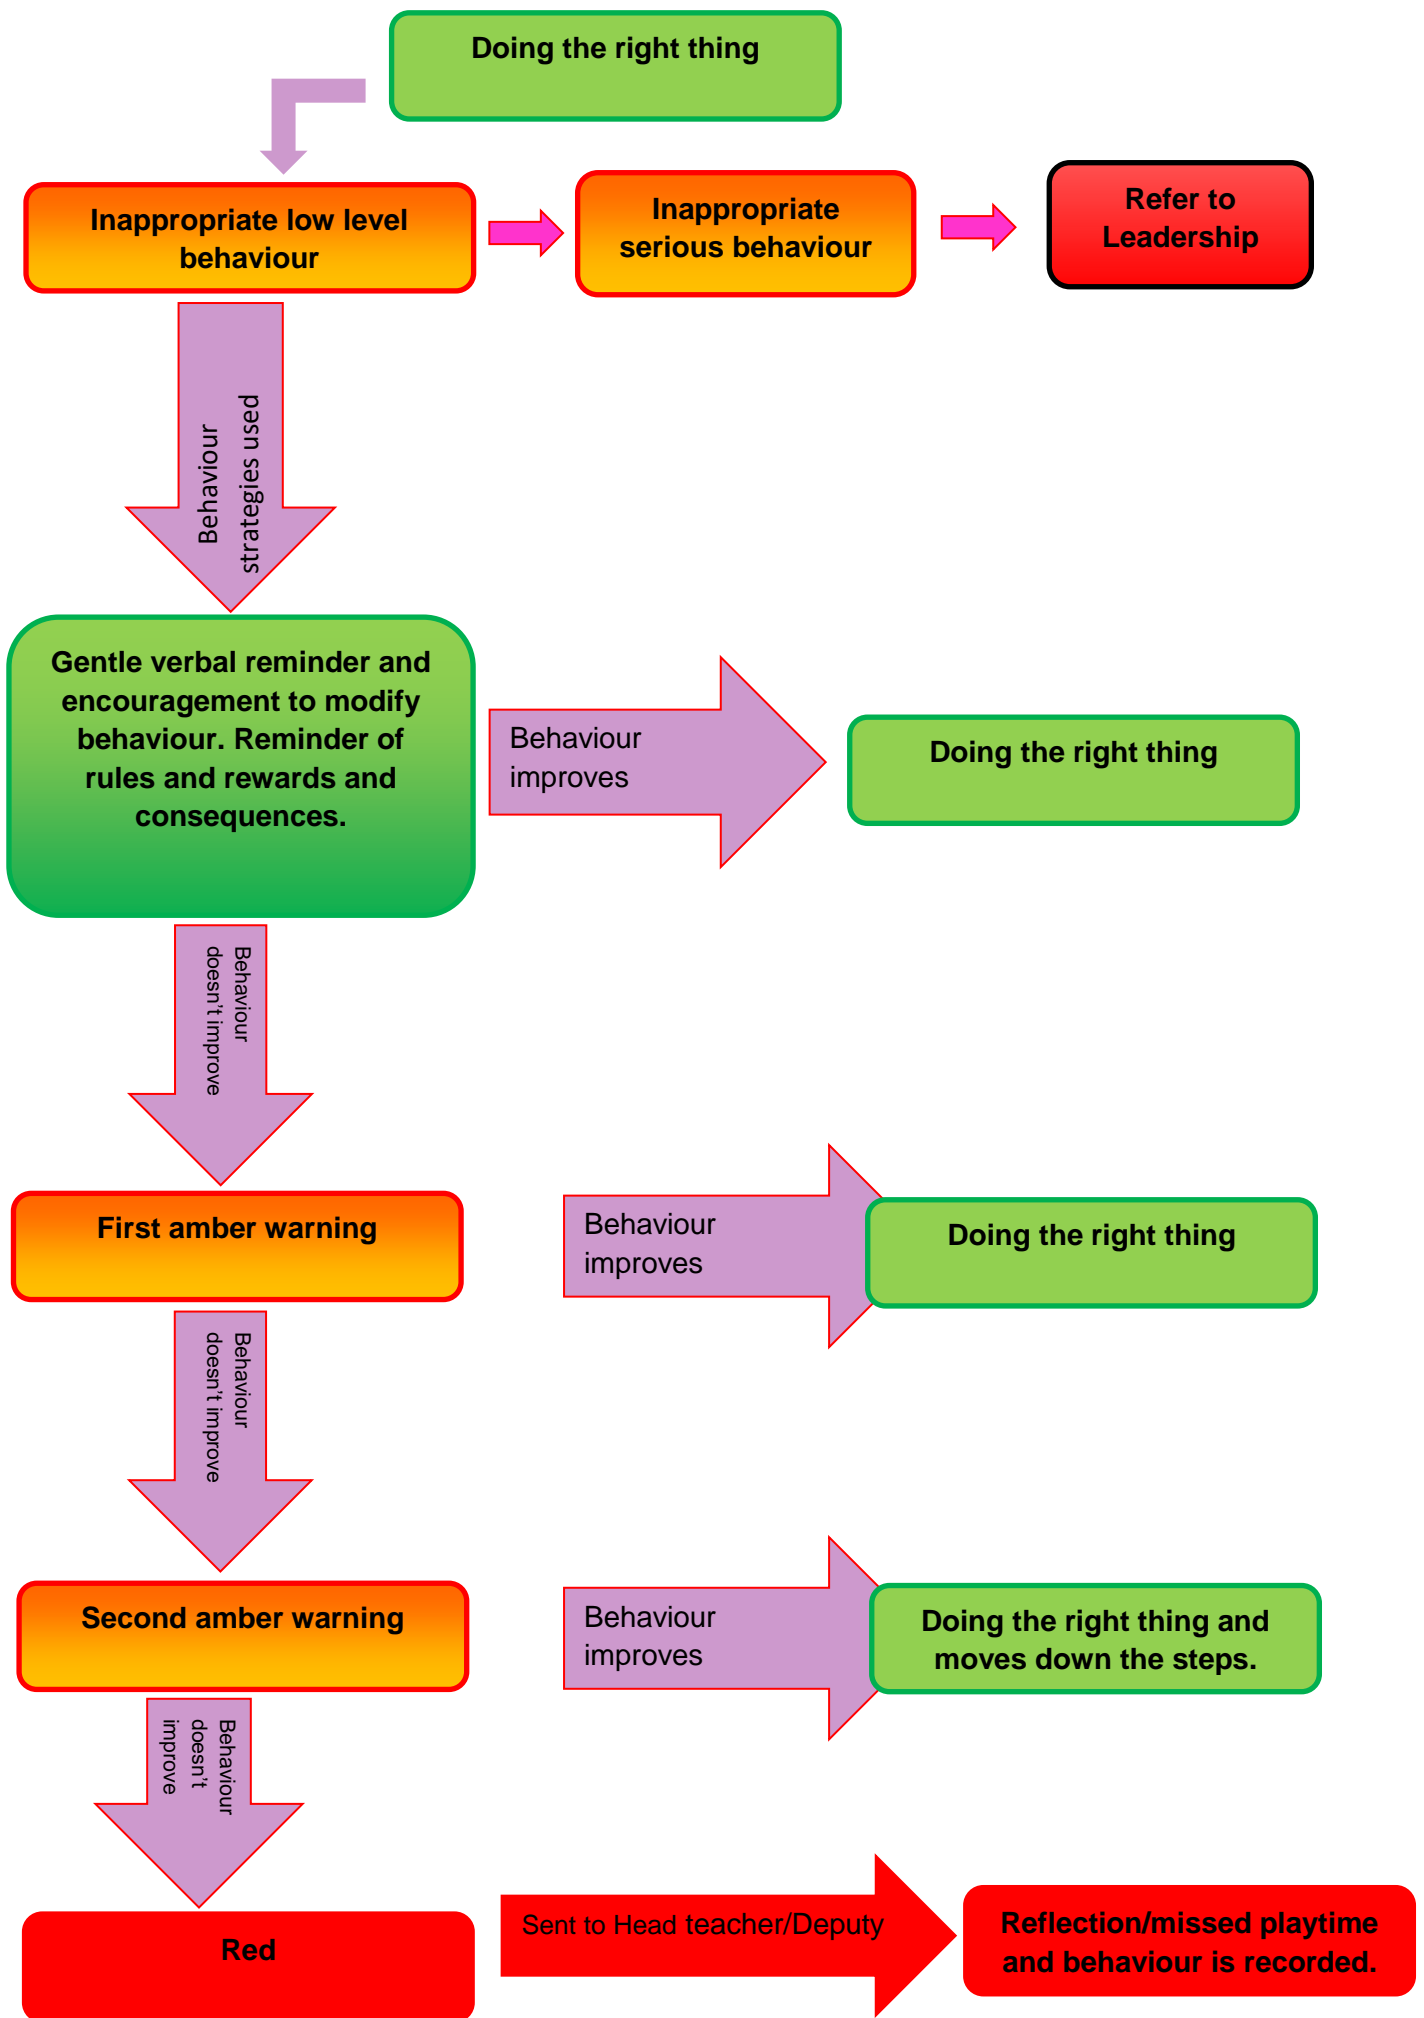 Doing the right thing
Inappropriate low level
behaviour
Inappropriate
serious behaviour
Refer to
Leadership
Behaviour
strategies used
Gentle verbal reminder and
encouragement to modify
behaviour. Reminder of
rules and rewards and
consequences.
Behaviour
improves
Doing the right thing
Behaviour
doesn't improve
First amber warning
Behaviour
improves
Doing the right thing
Behaviour
doesn't improve
Second amber warning
Behaviour
improves
Doing the right thing and
moves down the steps.
Behaviour
doesn't
improve
Red
Sent to Head teacher/Deputy
Reflection/missed playtime
and behaviour is recorded.